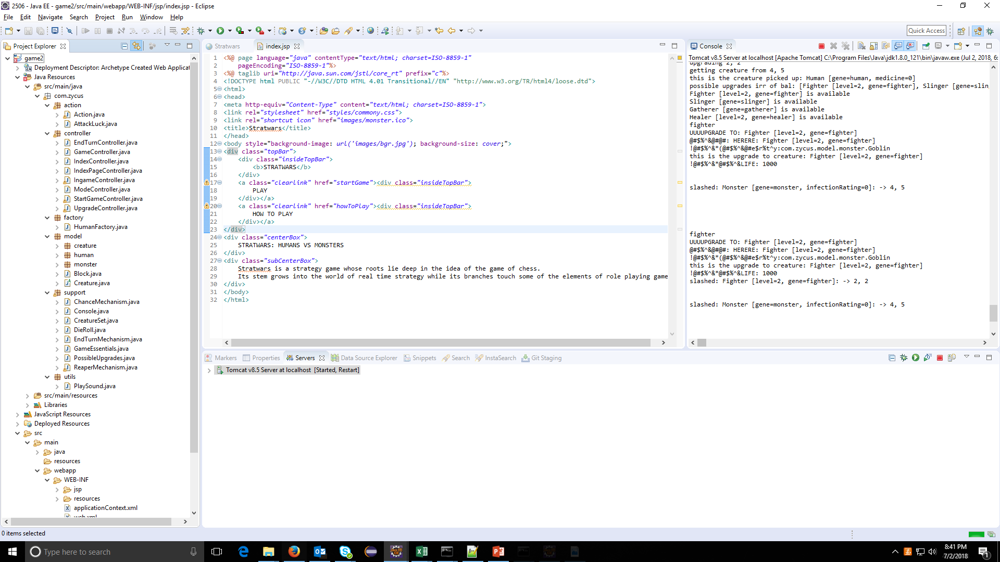 2506 - Java EE - game2/src/main/webapp/WEB-INF/jsp/index.jsp - Eclipse
File Edit Navigate Search Project Run Window Help
Quick Access
Project Explorer
game2
Deployment Descriptor: Archetype Created Web Applicat
Java Resources
src/main/java
com.zycus
action
Action.java
AttackLuck.java
controller
EndTurnController.java
GameController.java
IndexController.java
IndexPageController.java
IngameController.java
ModeController.java
StartGameController.java
UpgradeController.java
factory
HumanFactory.java
model
creature
human
monster
Block.java
Creature.java
support
ChanceMechanism.java
Console.java
CreatureSet.java
DieRoll.java
EndTurnMechanism.java
GameEssentials.java
PossibleUpgrades.java
ReaperMechanism.java
utils
PlaySound.java
src/main/resources
Libraries
JavaScript Resources
Deployed Resources
src
main
java
resources
webapp
WEB-INF
jsp
resources
applicationContext.xml
web.xml
0 items selected
Stratwars index.jsp
1 <%@ page language="java" contentType="text/html; charset=ISO-8859-1"
2 pageEncoding="ISO-8859-1"%>
3 <%@ taglib uri="http://java.sun.com/jstl/core_rt" prefix="c"%>
4 <!DOCTYPE html PUBLIC "-//W3C//DTD HTML 4.01 Transitional//EN" "http://www.w3.org/TR/html4/loose.dtd">
5 <html>
6 <head>
7 <meta http-equiv="Content-Type" content="text/html; charset=ISO-8859-1">
8 <link rel="stylesheet" href="styles/commony.css">
9 <link rel="shortcut icon" href="images/monster.ico">
10 <title>Stratwars</title>
11 </head>
12 <body style="background-image: url('images/bgr.jpg'); background-size: cover;">
13 <div class="topBar">
14 <div class="insideTopBar">
15 <b>STRATWARS</b>
16 </div>
17 <a class="clearlink" href="startGame"><div class="insideTopBar">
18 PLAY
19 </div></a>
20 <a class="clearlink" href="howToPlay"><div class="insideTopBar">
21 HOW TO PLAY
22 </div></a>
23 </div>
24 <div class="centerBox">
25 STRATWARS: HUMANS VS MONSTERS
26 </div>
27 <div class="subCenterBox">
28 Stratwars is a strategy game whose roots lie deep in the idea of the game of chess.
29 Its stem grows into the world of real time strategy while its branches touch some of the elements of role playing game
30 </div>
31 </body>
32 </html>
Console
Tomcat v8.5 Server at localhost [Apache Tomcat] C:\Program Files\Java\jdk1.8.0_121\bin\javaw.exe (Jul 2, 2018, 6:
upgrading 2, 2
getting creature from 4, 5
this is the creature picked up: Human [gene=human, medicine=0]
possible upgrades irr of bal: [Fighter [level=2, gene=fighter], Slinger [gene=slin
Fighter [level=2, gene=fighter] is available
Slinger [gene=slinger] is available
Gatherer [gene=gatherer] is available
Healer [level=2, gene=healer] is available
fighter
UUUUPGRADE TO: Fighter [level=2, gene=fighter]
@#$%^&@#@#: HERERE: Fighter [level=2, gene=fighter]
!@#$%^&*(@#$%^&@#e$r%t^y:com.zycus.model.monster.Goblin
this is the upgrade to creature: Fighter [level=2, gene=fighter]
!@#$%^&*@#$%^&LIFE: 1000
slashed: Monster [gene=monster, infectionRating=0]: -> 4, 5
fighter
UUUUPGRADE TO: Fighter [level=2, gene=fighter]
@#$%^&@#@#: HERERE: Fighter [level=2, gene=fighter]
!@#$%^&*(@#$%^&@#e$r%t^y:com.zycus.model.monster.Goblin
this is the upgrade to creature: Fighter [level=2, gene=fighter]
!@#$%^&*@#$%^&LIFE: 1000
slashed: Fighter [level=2, gene=fighter]: -> 2, 2
slashed: Monster [gene=monster, infectionRating=0]: -> 4, 5
Markers Properties Servers Data Source Explorer Snippets Search InstaSearch Git Staging
Tomcat v8.5 Server at localhost [Started, Restart]
Type here to search
8:41 PM
7/2/2018